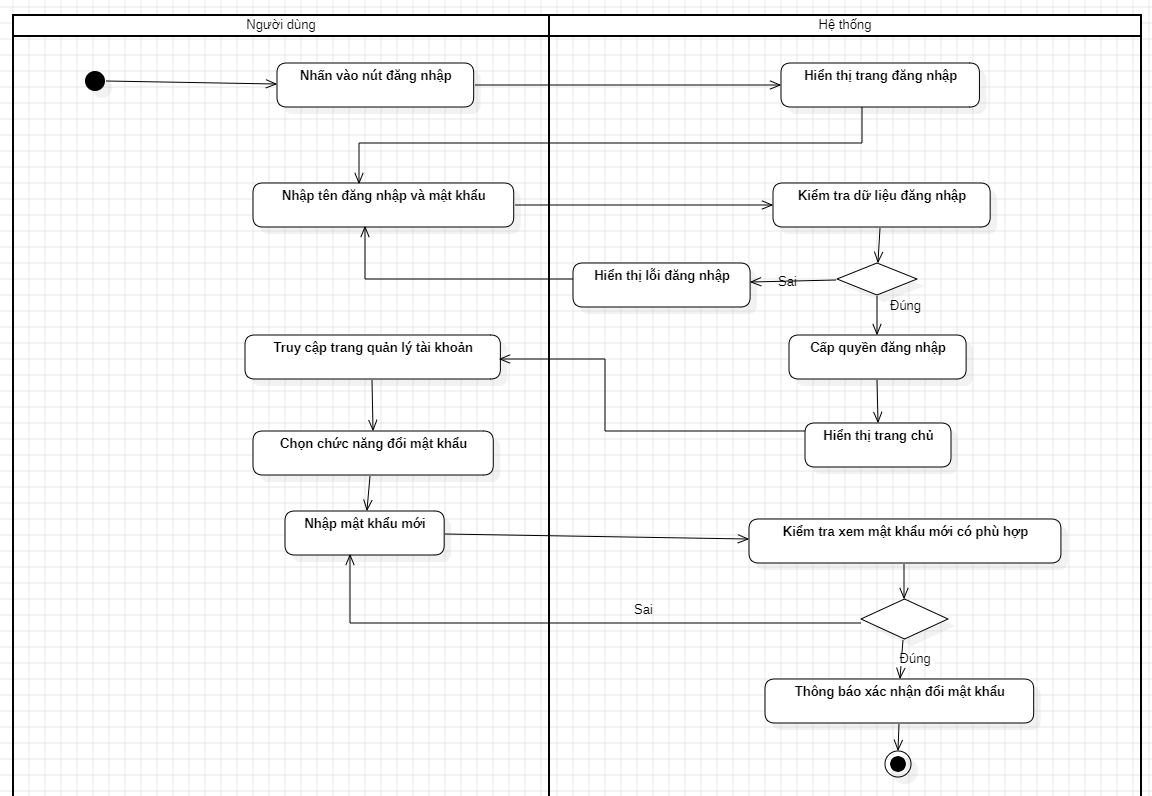 Người dùng
Hệ thống
Nhấn vào nút đăng nhập
Hiển thị trang đăng nhập
Nhập tên đăng nhập và mật khẩu
Kiểm tra dữ liệu đăng nhập
Hiển thị lỗi đăng nhập
Sai
Đúng
Truy cập trang quản lý tài khoản
Cấp quyền đăng nhập
Chọn chức năng đổi mật khẩu
Hiển thị trang chủ
Nhập mật khẩu mới
Kiểm tra xem mật khẩu mới có phù hợp
Sai
Đúng
Thông báo xác nhận đổi mật khẩu